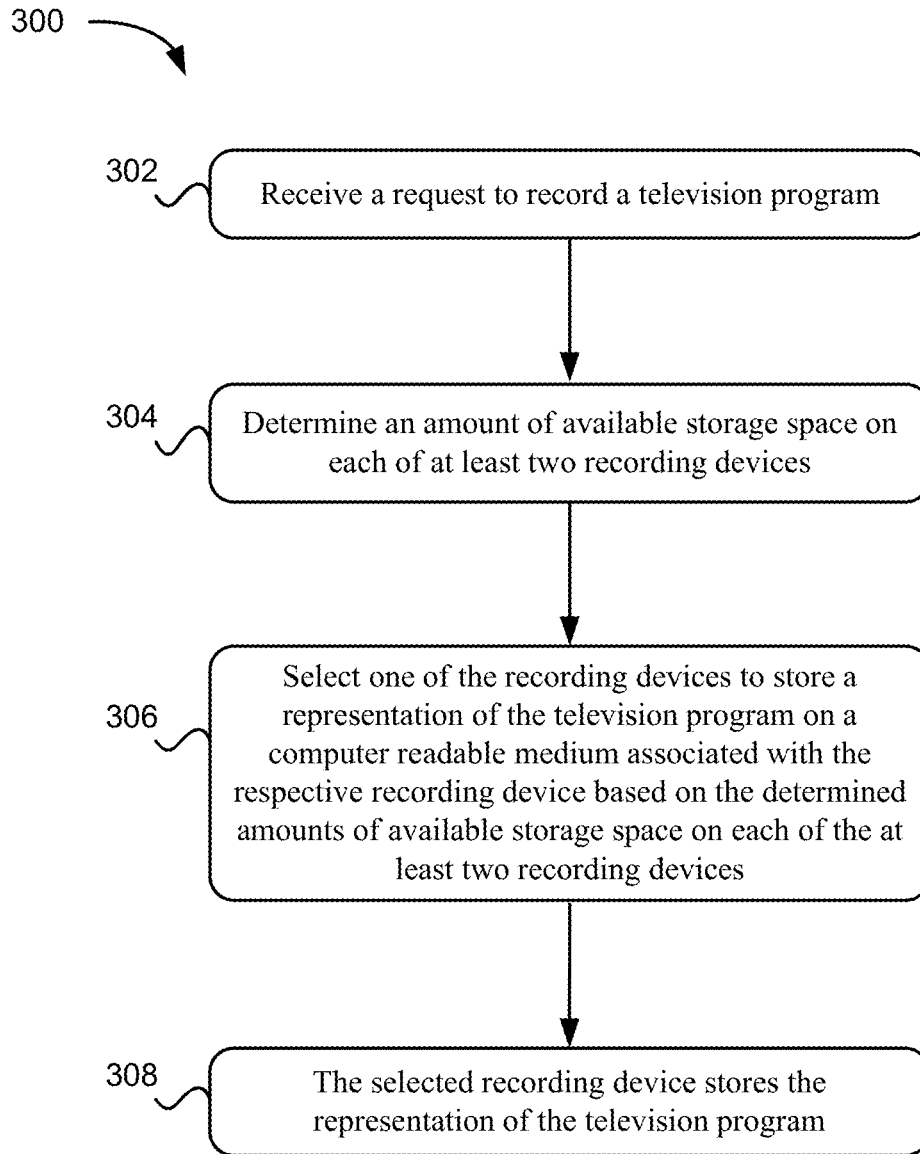 300
302
Receive a request to record a television program
304
Determine an amount of available storage space on
each of at least two recording devices
306
Select one of the recording devices to store a
representation of the television program on a
computer readable medium associated with the
respective recording device based on the determined
amounts of available storage space on each of the at
least two recording devices
308
The selected recording device stores the
representation of the television program